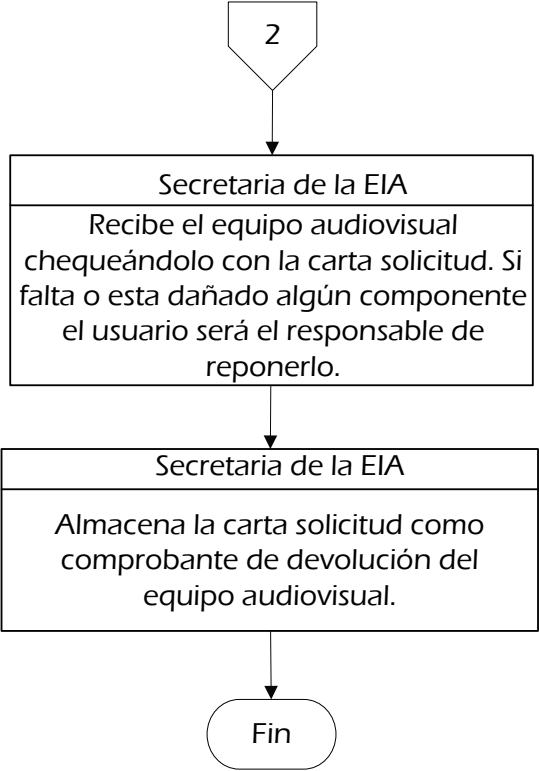 2
Secretaria de la EIA
Recibe el equipo audiovisual
chequeándolo con la carta solicitud. Si
falta o esta dañado algún componente
el usuario será el responsable de
reponerlo.
Secretaria de la EIA
Almacena la carta solicitud como
comprobante de devolución del
equipo audiovisual.
Fin